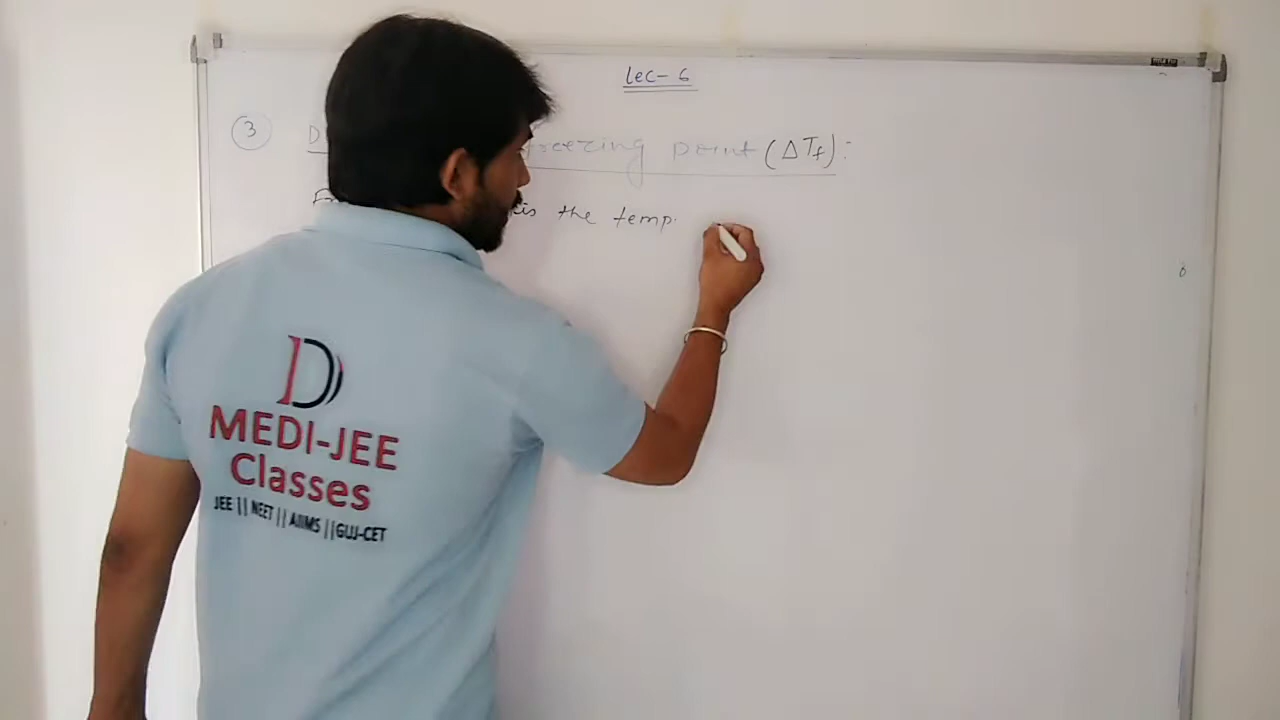 Lec-6
3 freezing point (ΔTf):
is the temp.
D
MEDI-JEE
Classes
JEE || NEET || AIIMS || GUJ-CET